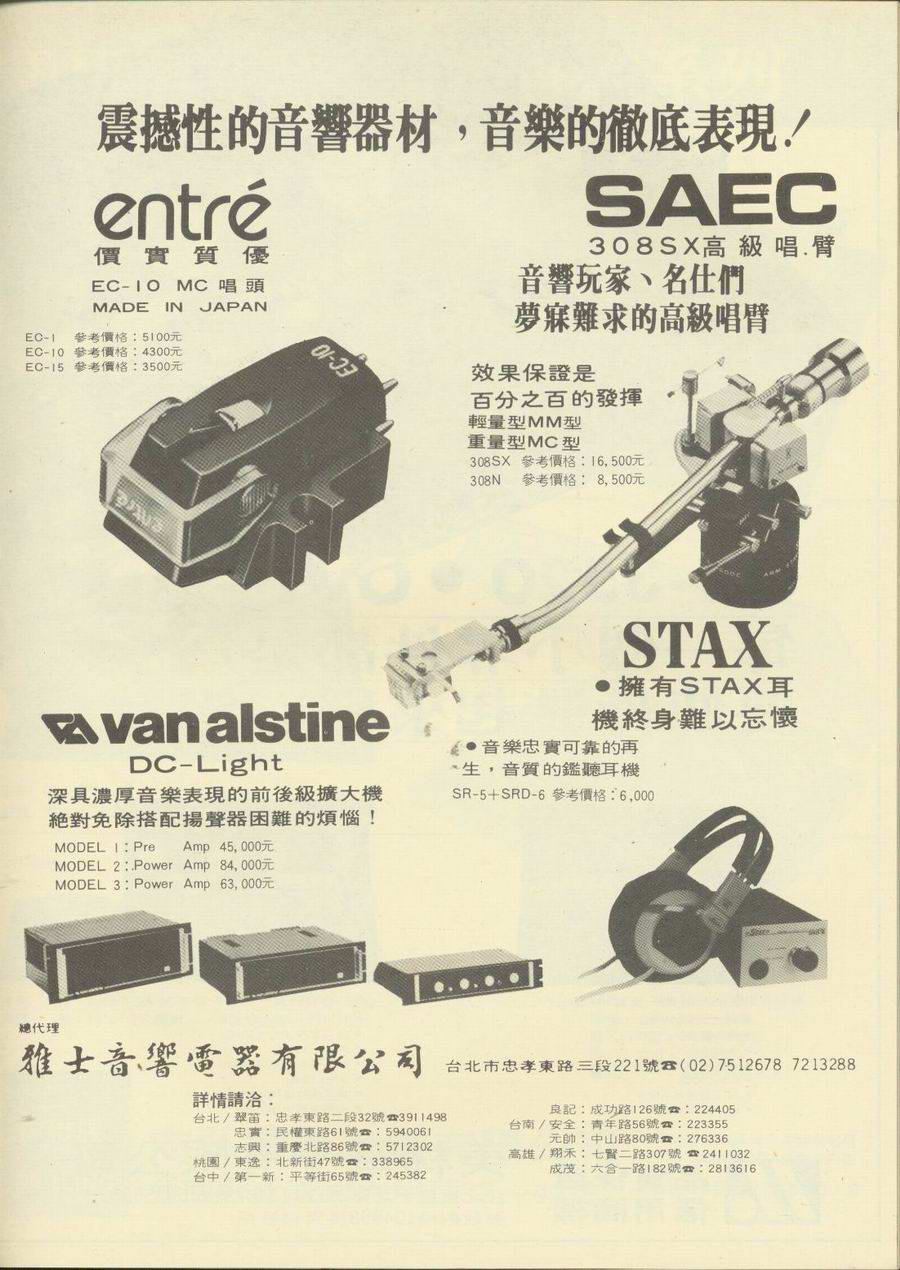 震撼性的音響器材，音樂的徹底表現！
entré
價實質優
EC-10 MC 唱頭
MADE IN JAPAN
EC-1 參考價格：5100元
EC-10 參考價格：4300元
EC-15 參考價格：3500元
EC-10
entré
SAEC
308SX高級唱.臂
音響玩家、名仕們
夢寐難求的高級唱臂
效果保證是
百分之百的發揮
輕量型MM型
重量型MC型
308SX 參考價格：16,500元
308N 參考價格： 8,500元
STAX
●擁有STAX耳
機終身難以忘懷
●音樂忠實可靠的再
生，音質的鑑聽耳機
SR-5+SRD-6 參考價格：6,000
van alstine
DC-Light
深具濃厚音樂表現的前後級擴大機
絕對免除搭配揚聲器困難的煩惱！
MODEL 1：Pre Amp 45,000元
MODEL 2：Power Amp 84,000元
MODEL 3：Power Amp 63,000元
總代理
雅士音響電器有限公司 台北市忠孝東路三段221號☎(02)7512678 7213288
詳情請洽：
台北／翠笛：忠孝東路二段32號☎3911498
忠實：民權東路61號☎：5940061
志興：重慶北路86號☎：5712302
桃園／東逸：北新街47號☎：338965
台中／第一新：平等街65號☎：245382
良記：成功路126號☎：224405
台南／安全：青年路56號☎：223355
元帥：中山路80號☎：276336
高雄／翔禾：七賢二路307號 ☎2411032
成茂：六合一路182號☎：2813616